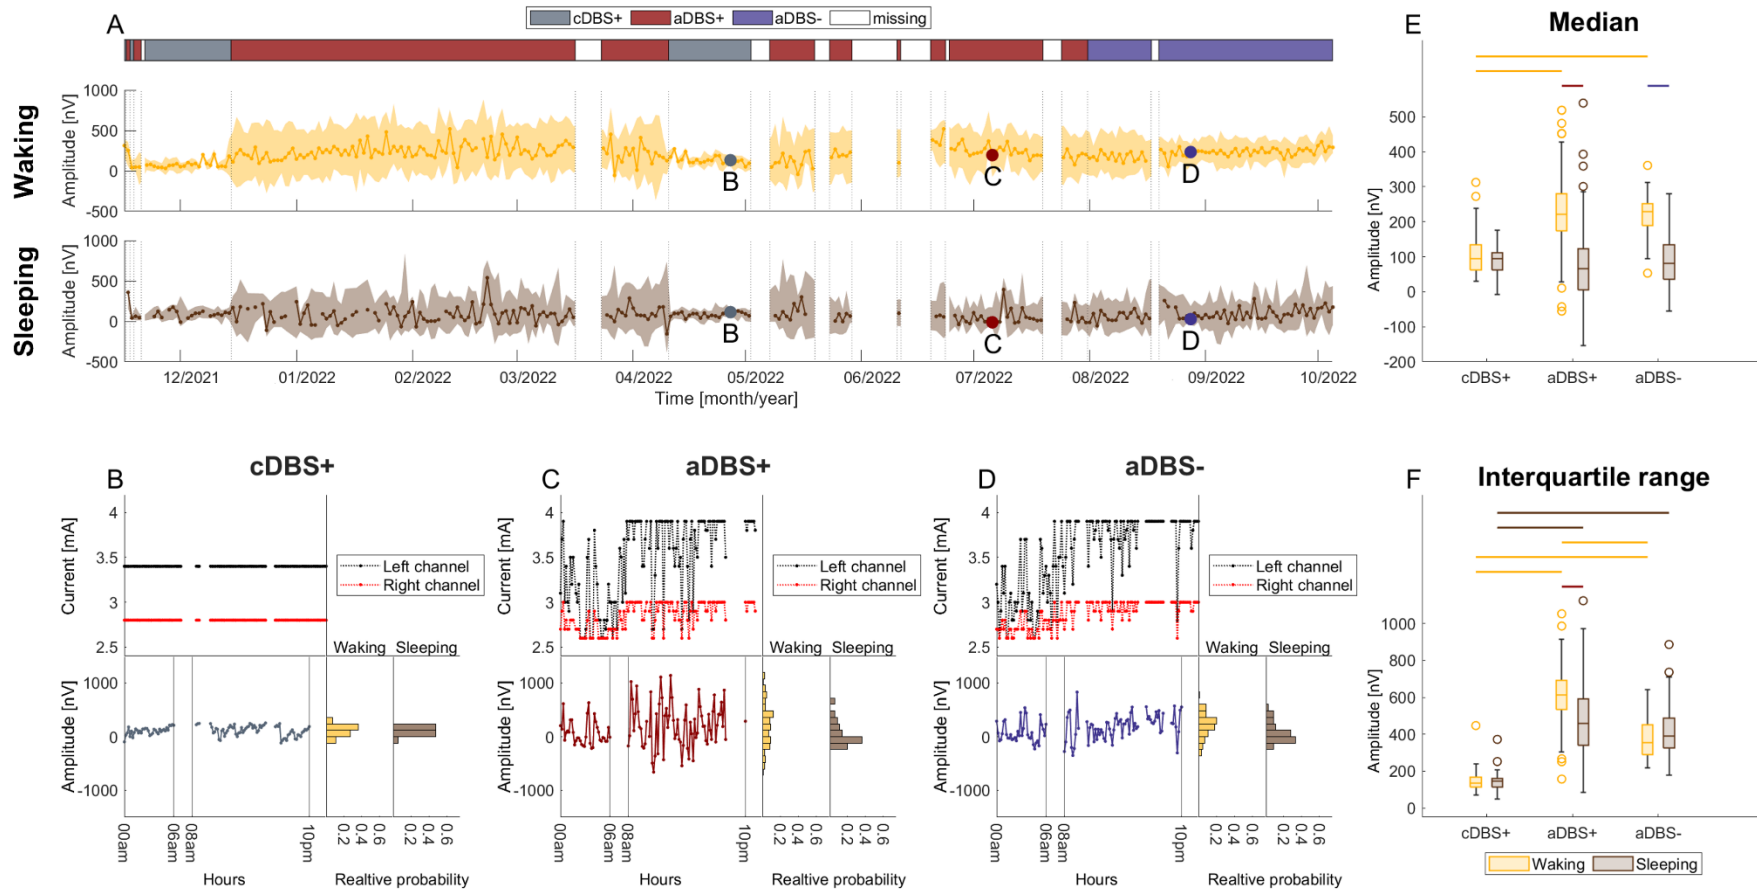 A
cDBS+ aDBS+ aDBS- missing
Waking
Amplitude [nV]
1000
500
0
-500
B
C
D
Sleeping
Amplitude [nV]
1000
500
0
-500
B
C
D
12/2021 01/2022 02/2022 03/2022 04/2022 05/2022 06/2022 07/2022 08/2022 09/2022 10/2022
Time [month/year]
E
Median
Amplitude [nV]
500
400
300
200
100
0
-100
-200
cDBS+ aDBS+ aDBS-
B
cDBS+
Current [mA]
4
3.5
3
2.5
Left channel
Right channel
Waking Sleeping
Amplitude [nV]
1000
0
-1000
00am 06am 08am 10pm
0.2 0.4 0.6 0.2 0.4 0.6
Hours
Realtive probability
C
aDBS+
Current [mA]
4
3.5
3
2.5
Left channel
Right channel
Waking Sleeping
Amplitude [nV]
1000
0
-1000
00am 06am 08am 10pm
0.2 0.4 0.6 0.2 0.4 0.6
Hours
Realtive probability
D
aDBS-
Current [mA]
4
3.5
3
2.5
Left channel
Right channel
Waking Sleeping
Amplitude [nV]
1000
0
-1000
00am 06am 08am 10pm
0.2 0.4 0.6 0.2 0.4 0.6
Hours
Realtive probability
F
Interquartile range
Amplitude [nV]
1000
800
600
400
200
0
cDBS+ aDBS+ aDBS-
Waking Sleeping